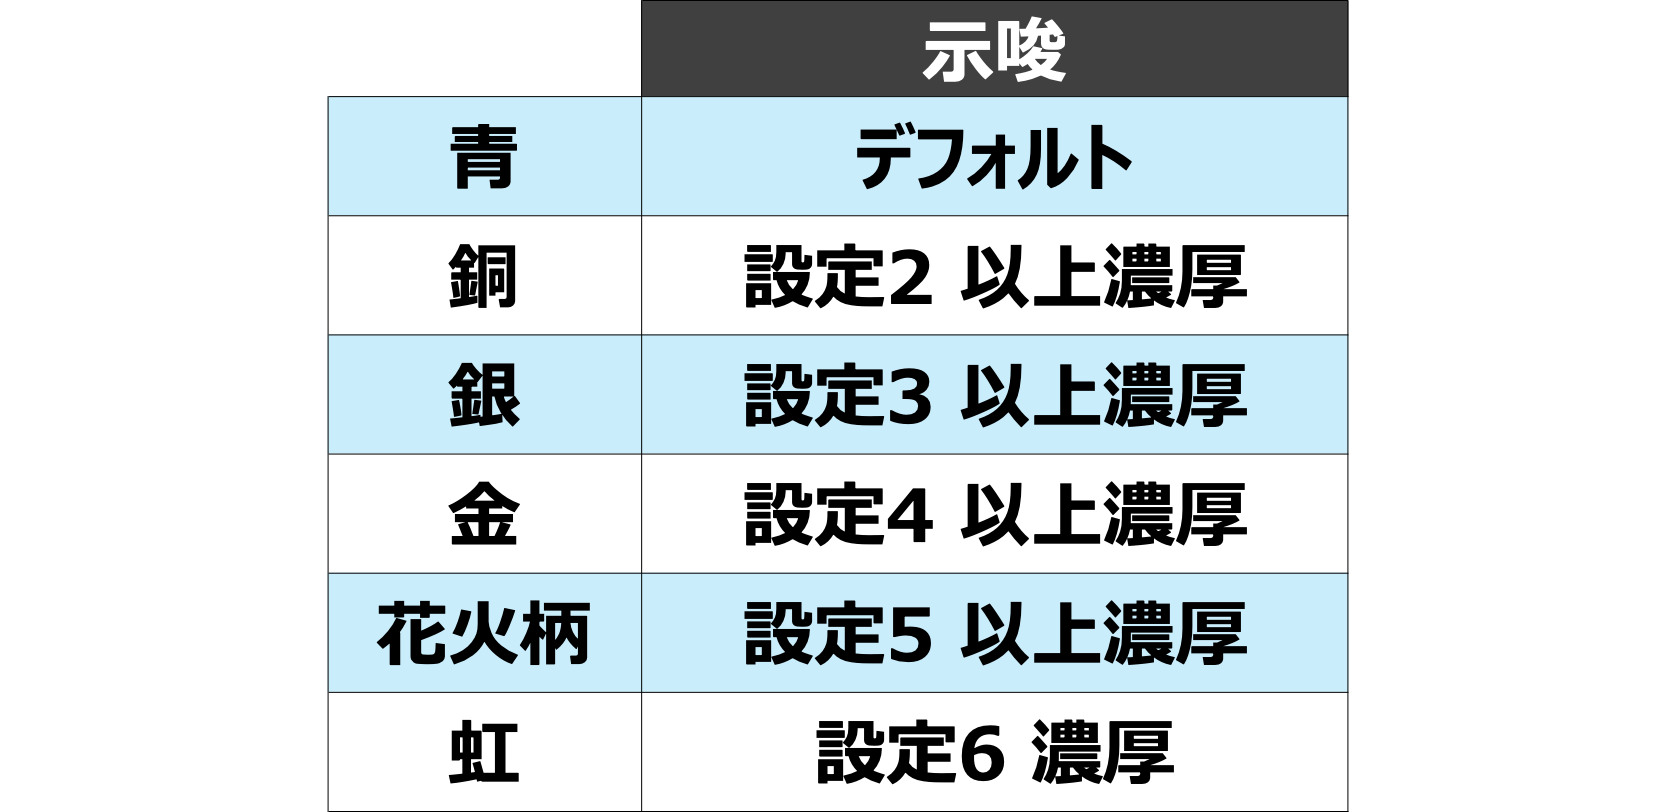 示唆
青 デフォルト
銅 設定2 以上濃厚
銀 設定3 以上濃厚
金 設定4 以上濃厚
花火柄 設定5 以上濃厚
虹 設定6 濃厚